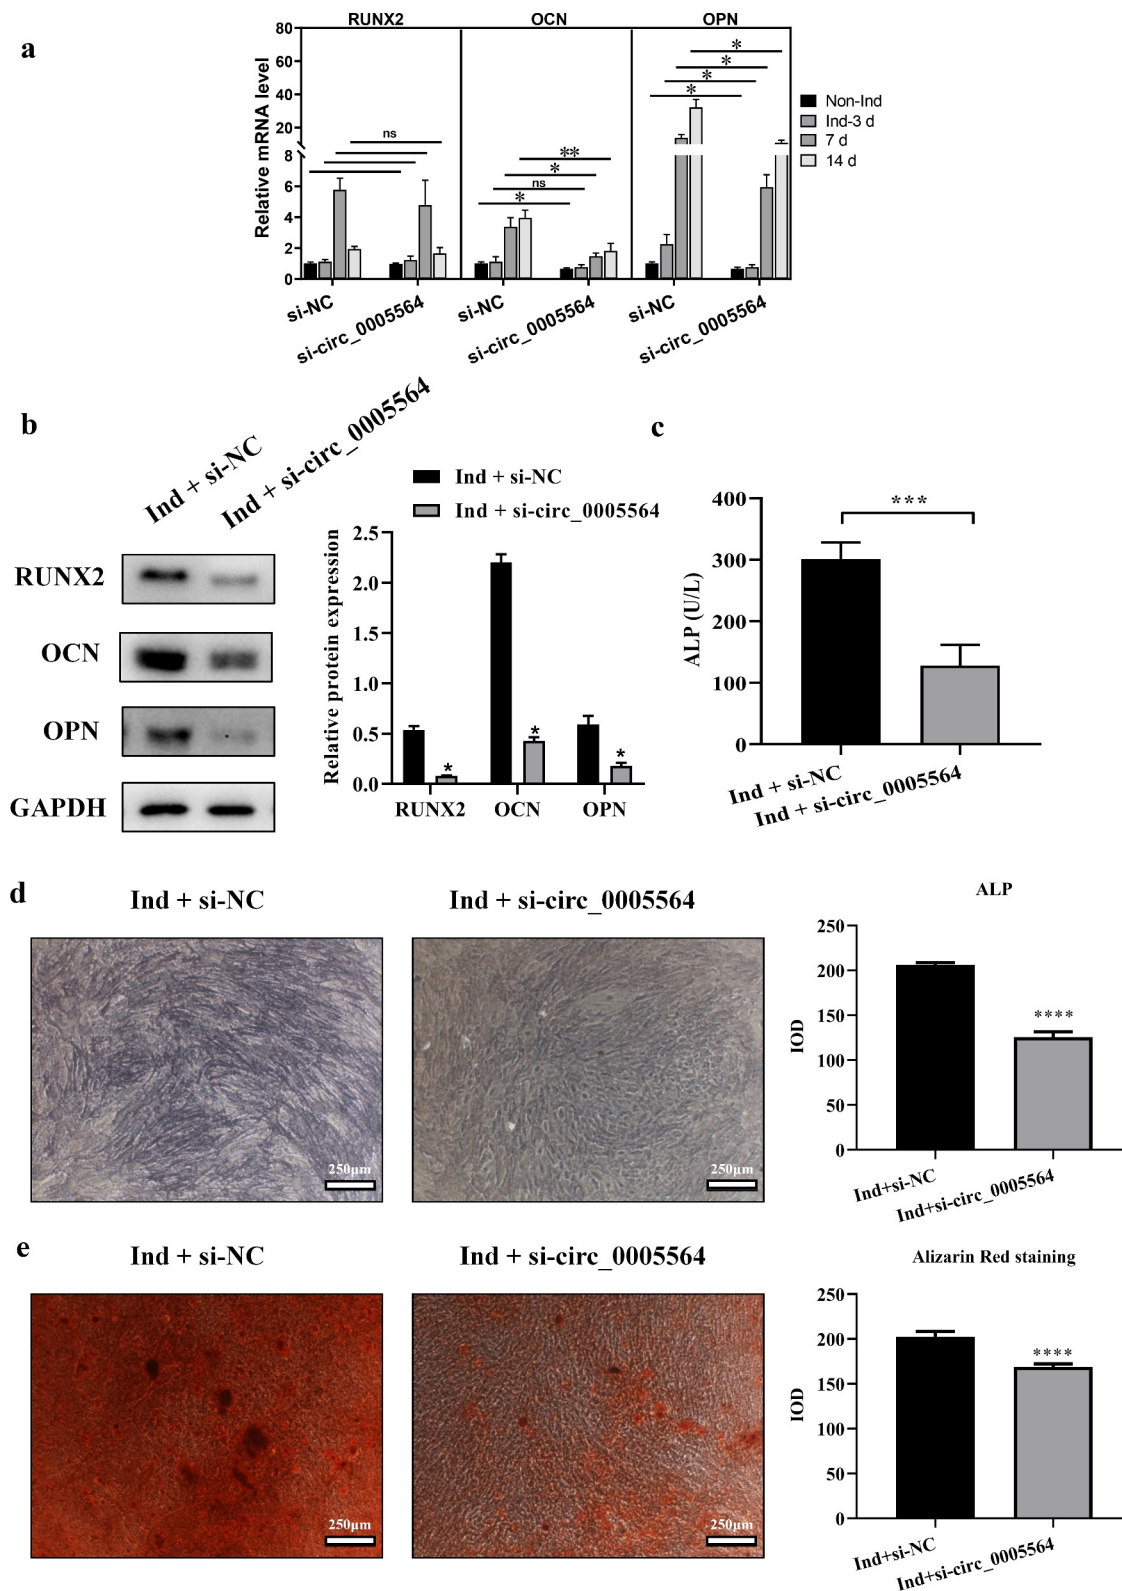 a
RUNX2 OCN OPN
Relative mRNA level
80
60
40
20
8
6
4
2
0
ns
**
*
ns
*
*
*
*
*
Non-Ind
Ind-3 d
7 d
14 d
si-NC si-circ_0005564 si-NC si-circ_0005564 si-NC si-circ_0005564
b
Ind + si-NC
Ind + si-circ_0005564
RUNX2
OCN
OPN
GAPDH
Ind + si-NC
Ind + si-circ_0005564
Relative protein expression
2.5
2.0
1.5
1.0
0.5
0.0
* * *
RUNX2 OCN OPN
c
ALP (U/L)
400
300
200
100
0
***
Ind + si-NC
Ind + si-circ_0005564
d
Ind + si-NC
Ind + si-circ_0005564
250μm
250μm
ALP
IOD
250
200
150
100
50
0
****
Ind+si-NC
Ind+si-circ_0005564
e
Ind + si-NC
Ind + si-circ_0005564
250μm
250μm
Alizarin Red staining
IOD
250
200
150
100
50
0
****
Ind+si-NC
Ind+si-circ_0005564